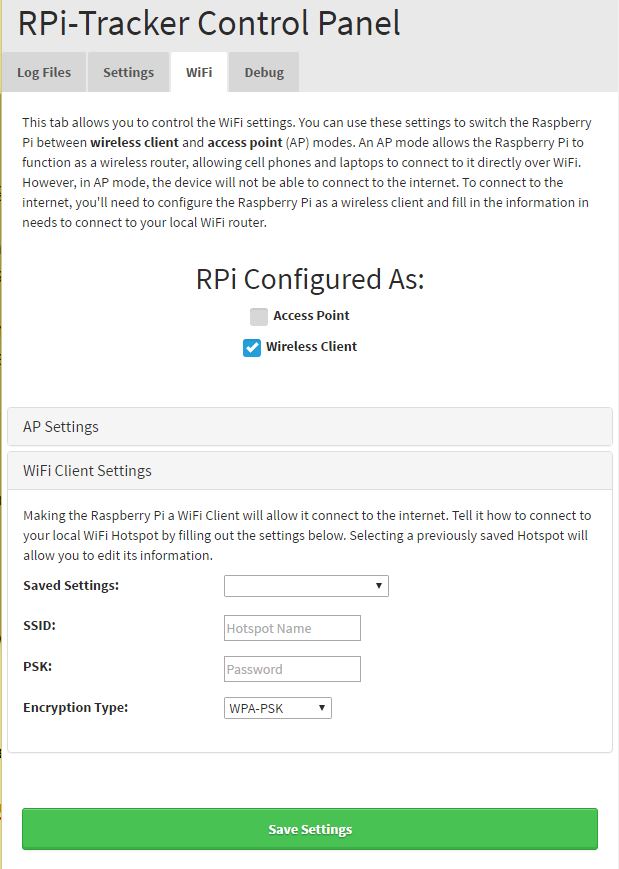 RPi-Tracker Control Panel
Log Files
Settings
WiFi
Debug
This tab allows you to control the WiFi settings. You can use these settings to switch the Raspberry
Pi between wireless client and access point (AP) modes. An AP mode allows the Raspberry Pi to
function as a wireless router, allowing cell phones and laptops to connect to it directly over WiFi.
However, in AP mode, the device will not be able to connect to the internet. To connect to the
internet, you'll need to configure the Raspberry Pi as a wireless client and fill in the information in
needs to connect to your local WiFi router.
RPi Configured As:
Access Point
Wireless Client
AP Settings
WiFi Client Settings
Making the Raspberry Pi a WiFi Client will allow it connect to the internet. Tell it how to connect to
your local WiFi Hotspot by filling out the settings below. Selecting a previously saved Hotspot will
allow you to edit its information.
Saved Settings:
SSID:
Hotspot Name
PSK:
Password
Encryption Type:
WPA-PSK
Save Settings